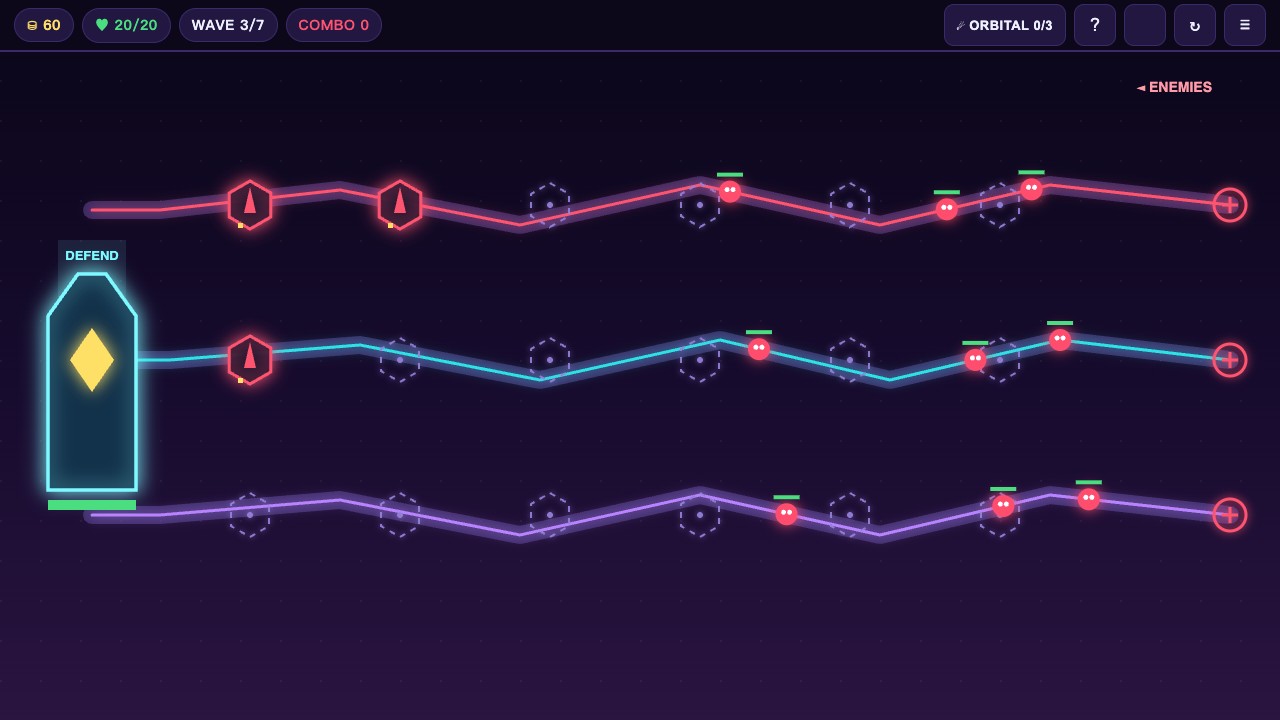 60
20/20
WAVE 3/7
COMBO 0
ORBITAL 0/3
?
◄ ENEMIES
DEFEND